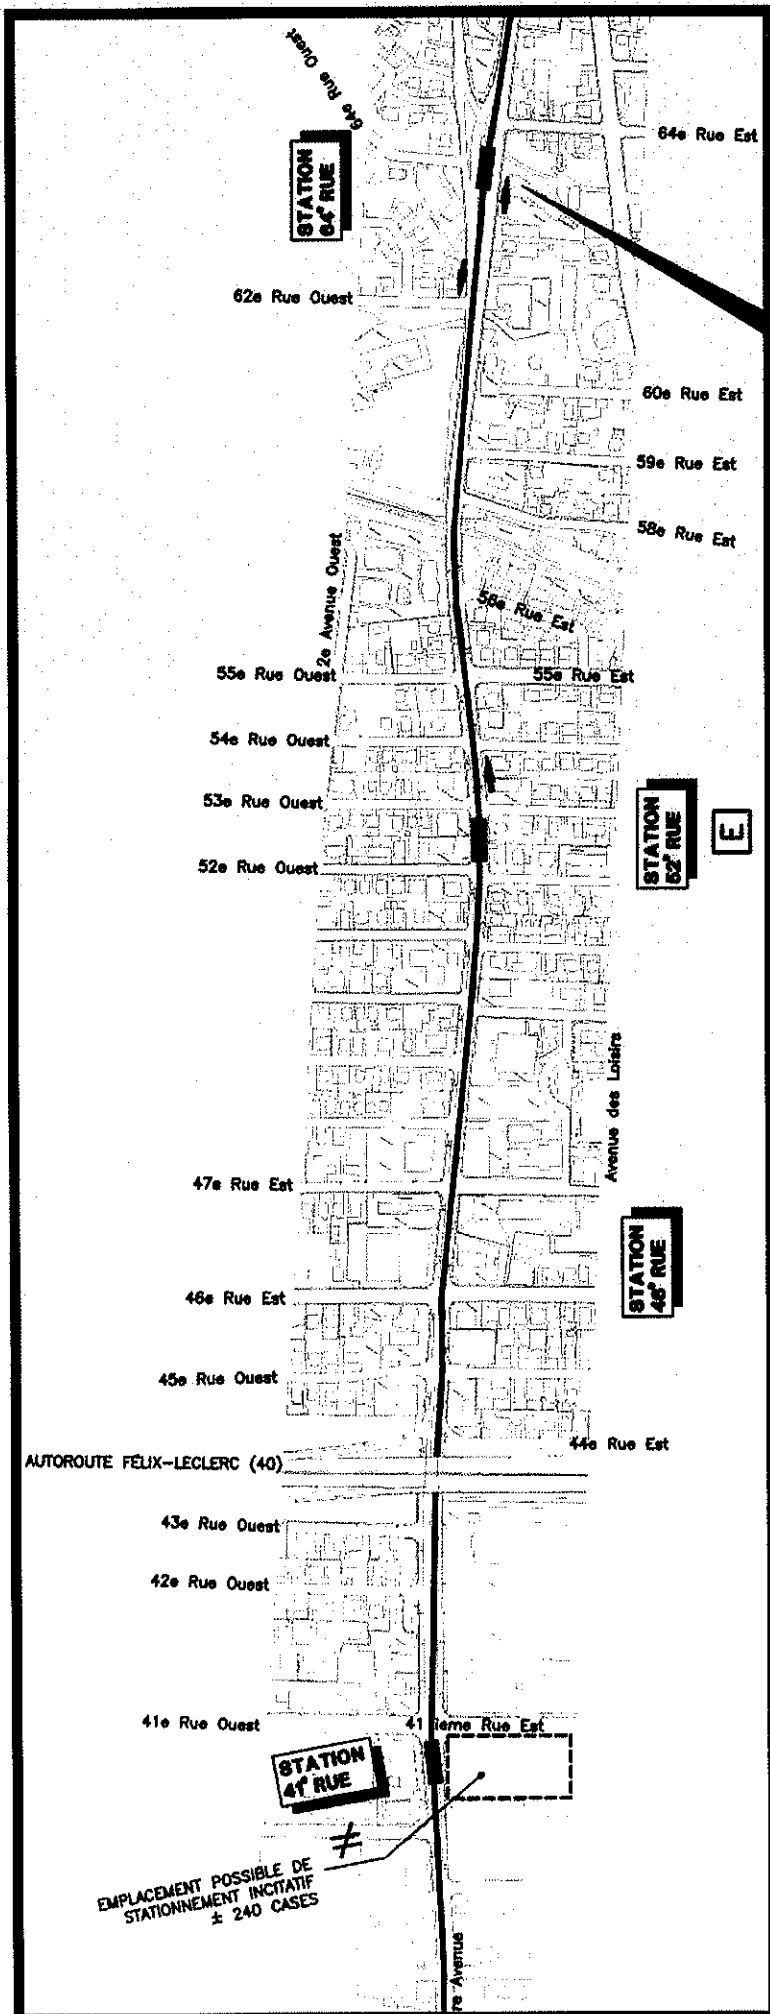 64e Rue Ouest
64e Rue Est
STATION
64e RUE
62e Rue Ouest
60e Rue Est
59e Rue Est
58e Rue Est
2e Avenue Ouest
56e Rue Est
55e Rue Ouest
55e Rue Est
54e Rue Ouest
53e Rue Ouest
STATION
52e RUE
E
52e Rue Ouest
Avenue des Loisirs
47e Rue Est
STATION
46e RUE
46e Rue Est
45e Rue Ouest
44e Rue Est
AUTOROUTE FÉLIX-LECLERC (40)
43e Rue Ouest
42e Rue Ouest
41e Rue Ouest
41 ieme Rue Est
STATION
41e RUE
≠
EMPLACEMENT POSSIBLE DE
STATIONNEMENT INCITATIF
± 240 CASES
re Avenue